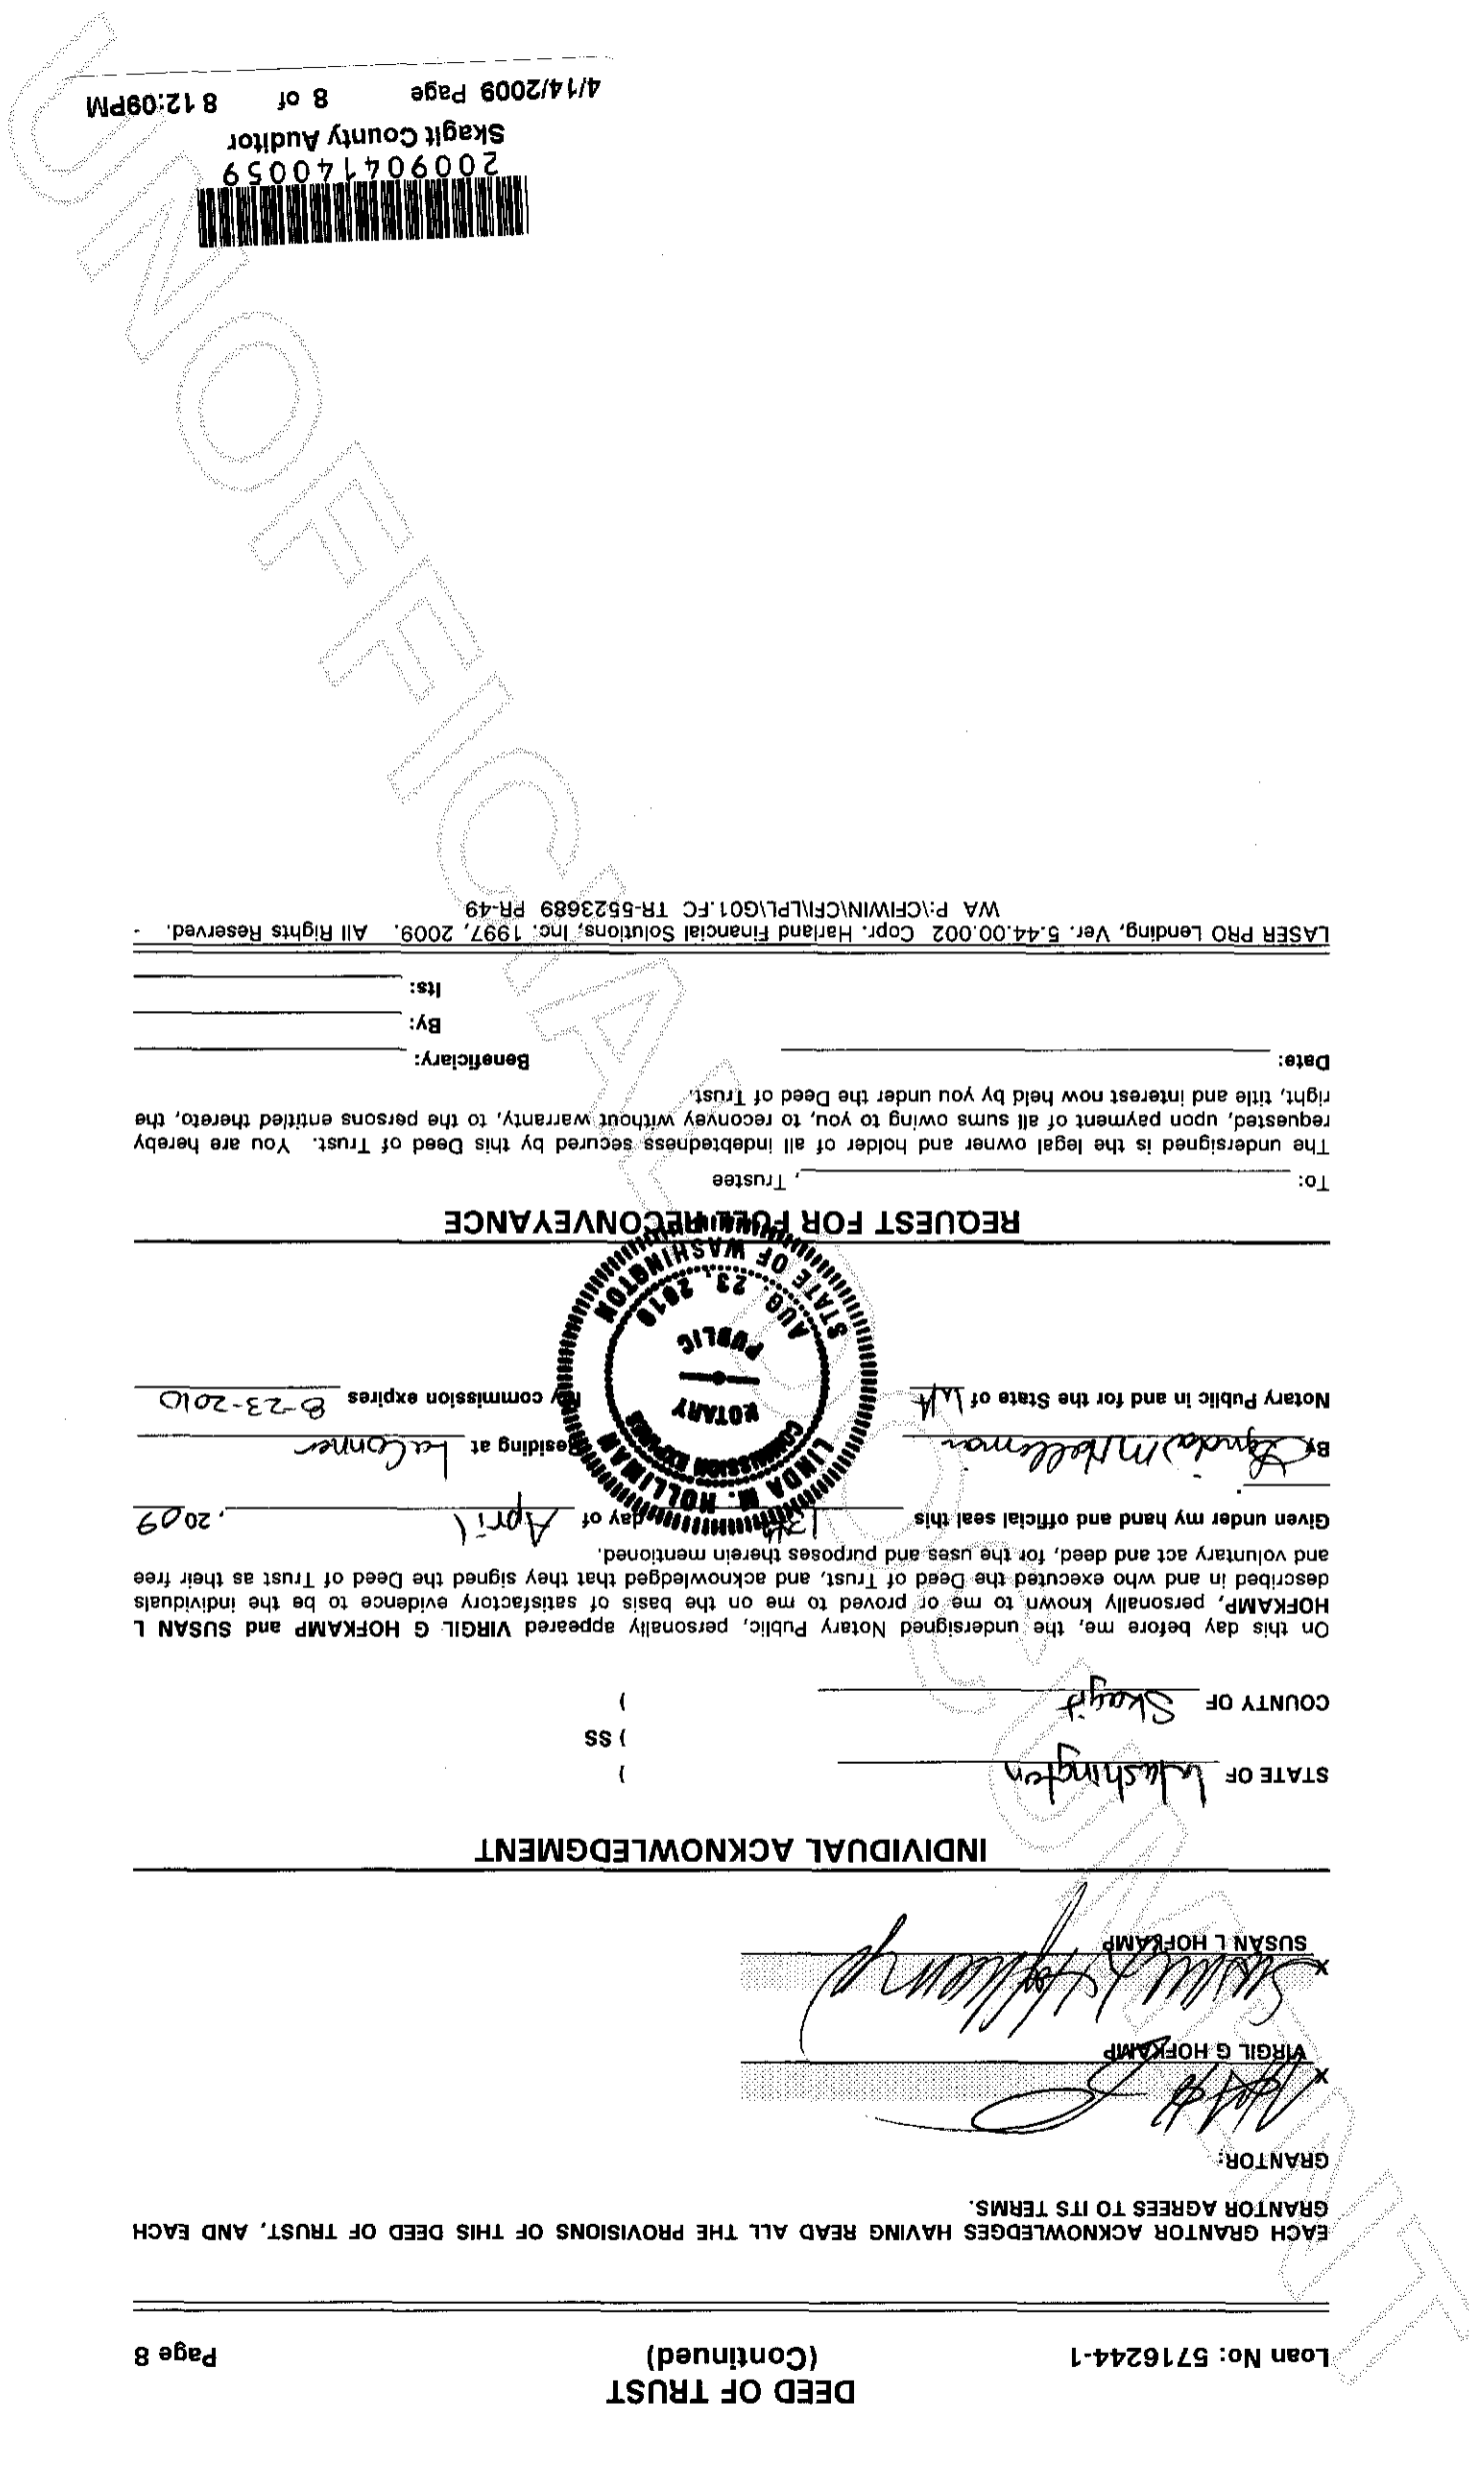 DEED OF TRUST
Loan No: 5716244-1 (Continued) Page 8
EACH GRANTOR ACKNOWLEDGES HAVING READ ALL THE PROVISIONS OF THIS DEED OF TRUST, AND EACH
GRANTOR AGREES TO ITS TERMS.
GRANTOR:
X
VIRGIL G HOFKAMP
X Susan L Hofkamp
SUSAN L HOFKAMP
INDIVIDUAL ACKNOWLEDGMENT
STATE OF Washington )
) SS
COUNTY OF Skagit )
On this day before me, the undersigned Notary Public, personally appeared VIRGIL G HOFKAMP and SUSAN L
HOFKAMP, personally known to me or proved to me on the basis of satisfactory evidence to be the individuals
described in and who executed the Deed of Trust, and acknowledged that they signed the Deed of Trust as their free
and voluntary act and deed, for the uses and purposes therein mentioned.
Given under my hand and official seal this 13th day of April, 2009
By Linda M Holliman Residing at LaConner
Notary Public in and for the State of WA My commission expires 8-23-2010
LINDA M. HOLLIMAN
COMMISSION EXPIRES
NOTARY
PUBLIC
AUG. 23, 2010
STATE OF WASHINGTON
REQUEST FOR FULL RECONVEYANCE
To: , Trustee
The undersigned is the legal owner and holder of all indebtedness secured by this Deed of Trust. You are hereby
requested, upon payment of all sums owing to you, to reconvey without warranty, to the persons entitled thereto, the
right, title and interest now held by you under the Deed of Trust.
Date: Beneficiary:
By:
Its:
LASER PRO Lending, Ver. 5.44.00.002 Copr. Harland Financial Solutions, Inc. 1997, 2009. All Rights Reserved. -
WA P:\CFIWIN\CFI\LPL\G01.FC TR-5523689 PR-49
200904140059
Skagit County Auditor
4/14/2009 Page 8 of 8 12:09PM
UNOFFICIAL DOCUMENT